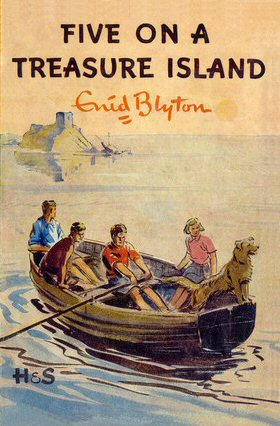 FIVE ON A
TREASURE ISLAND
Enid Blyton
H&S